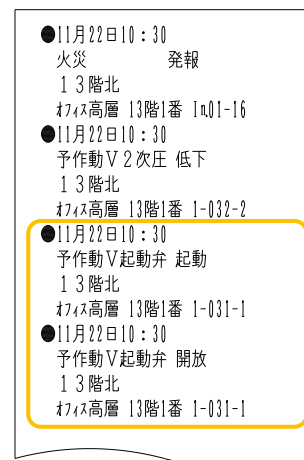 ●11月22日10:30
火災 発報
13階北
ｵﾌｨｽ高層 13階1番 In01-16
●11月22日10:30
予作動V2次圧 低下
13階北
ｵﾌｨｽ高層 13階1番 1-032-2
●11月22日10:30
予作動V起動弁 起動
13階北
ｵﾌｨｽ高層 13階1番 1-031-1
●11月22日10:30
予作動V起動弁 開放
13階北
ｵﾌｨｽ高層 13階1番 1-031-1